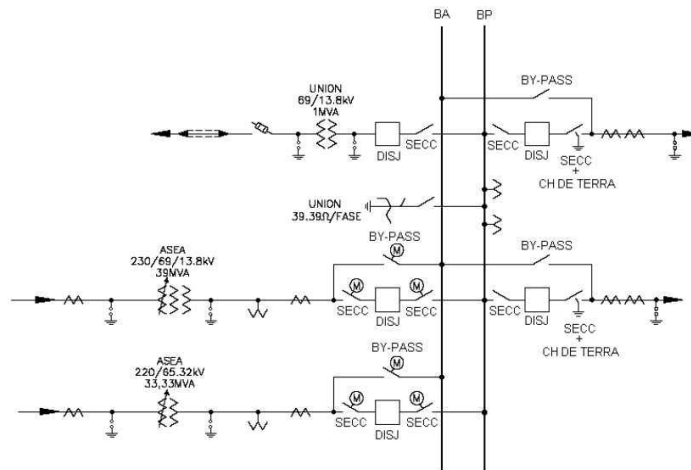 BA
BP
UNION
69/13.8kV
1MVA
BY-PASS
DISJ
SECC
SECC
DISJ
SECC
+
CH DE TERRA
UNION
39.39Ω/FASE
BY-PASS
M
ASEA
230/69/13.8kV
39MVA
M
M
SECC
DISJ
SECC
BY-PASS
SECC
DISJ
SECC
+
CH DE TERRA
BY-PASS
M
ASEA
220/65.32kV
33,33MVA
M
M
SECC
DISJ
SECC